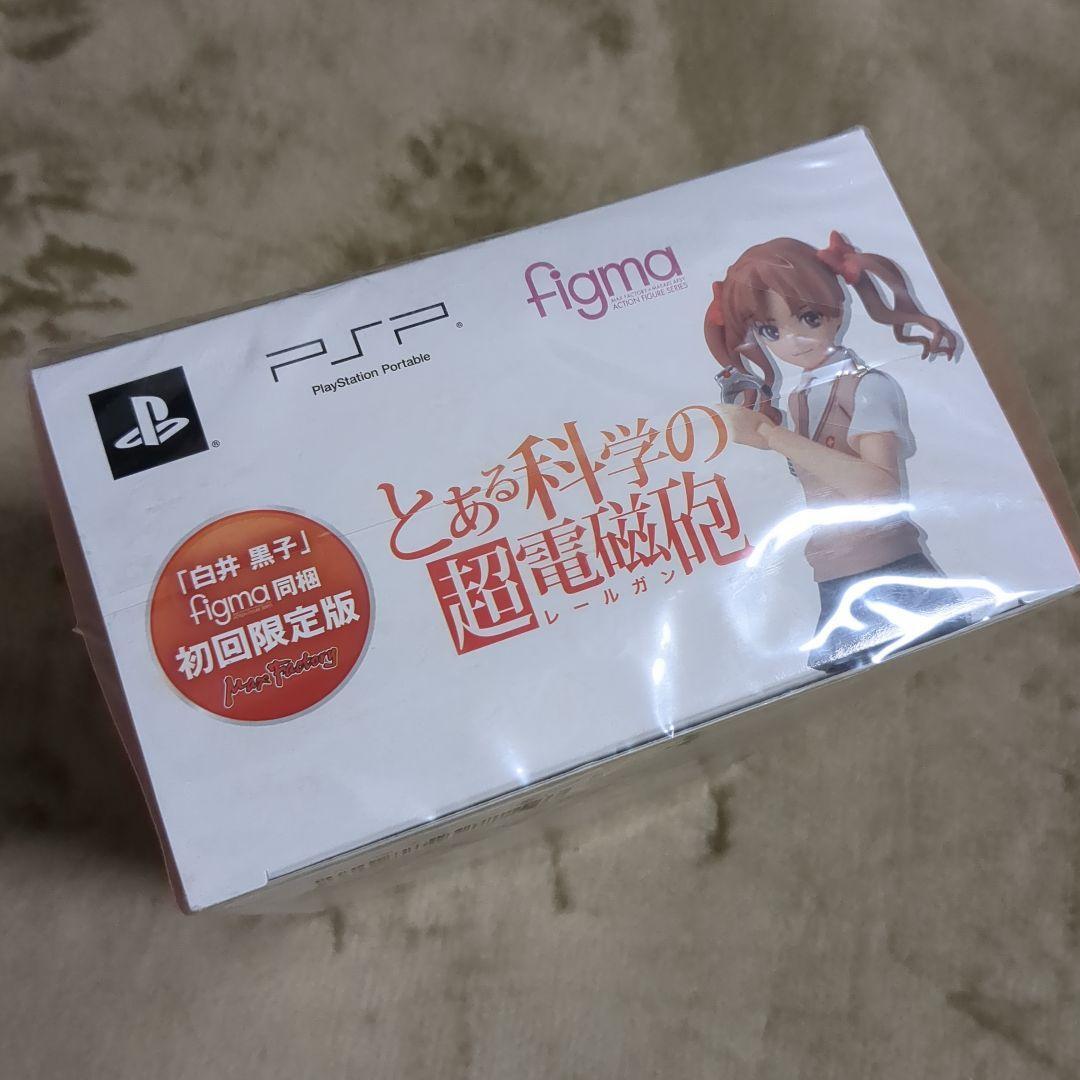 PSP®
PlayStation Portable
®
figma
MAX FACTORY × MASAKI APSY
ACTION FIGURE SERIES
とある科学の
超電磁砲
レールガン
「白井 黒子」
figma同梱
初回限定版
Max Factory